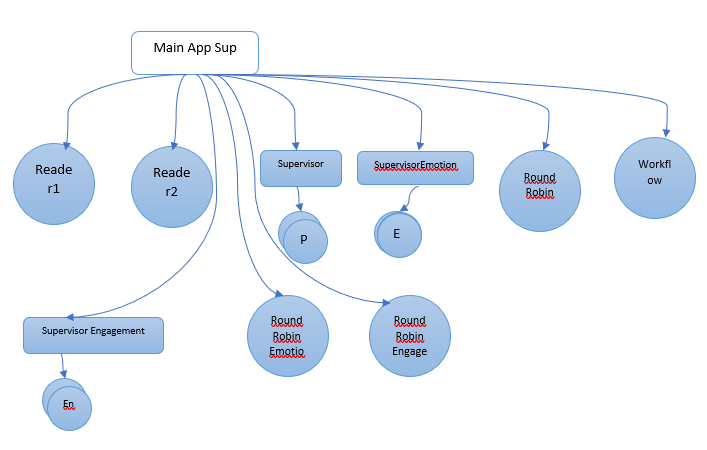 Main App Sup
Reade
r1
Reade
r2
Supervisor
SupervisorEmotion
Round
Robin
Workfl
ow
P
E
Supervisor Engagement
Round
Robin
Emotio
Round
Robin
Engage
En